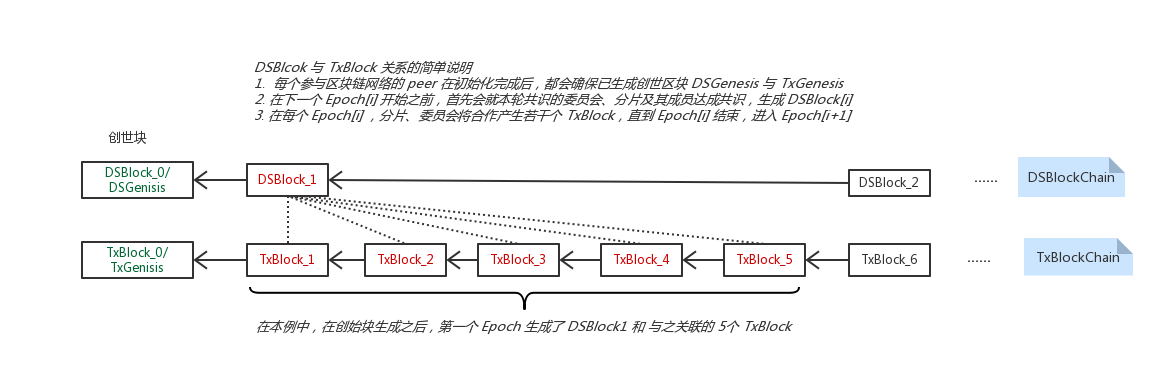 DSBlcok 与 TxBlock 关系的简单说明
1. 每个参与区块链网络的 peer 在初始化完成后，都会确保已生成创世区块 DSGenesis 与 TxGenesis
2. 在下一个 Epoch[i] 开始之前，首先会就本轮共识的委员会、分片及其成员达成共识，生成 DSBlock[i]
3. 在每个 Epoch[i] ，分片、委员会将合作产生若干个 TxBlock，直到 Epoch[i] 结束，进入 Epoch[i+1]
创世块
DSBlock_0/
DSGenisis
DSBlock_1
DSBlock_2
......
DSBlockChain
TxBlock_0/
TxGenisis
TxBlock_1
TxBlock_2
TxBlock_3
TxBlock_4
TxBlock_5
TxBlock_6
......
TxBlockChain
在本例中，在创始块生成之后，第一个 Epoch 生成了 DSBlock1 和 与之关联的 5个 TxBlock